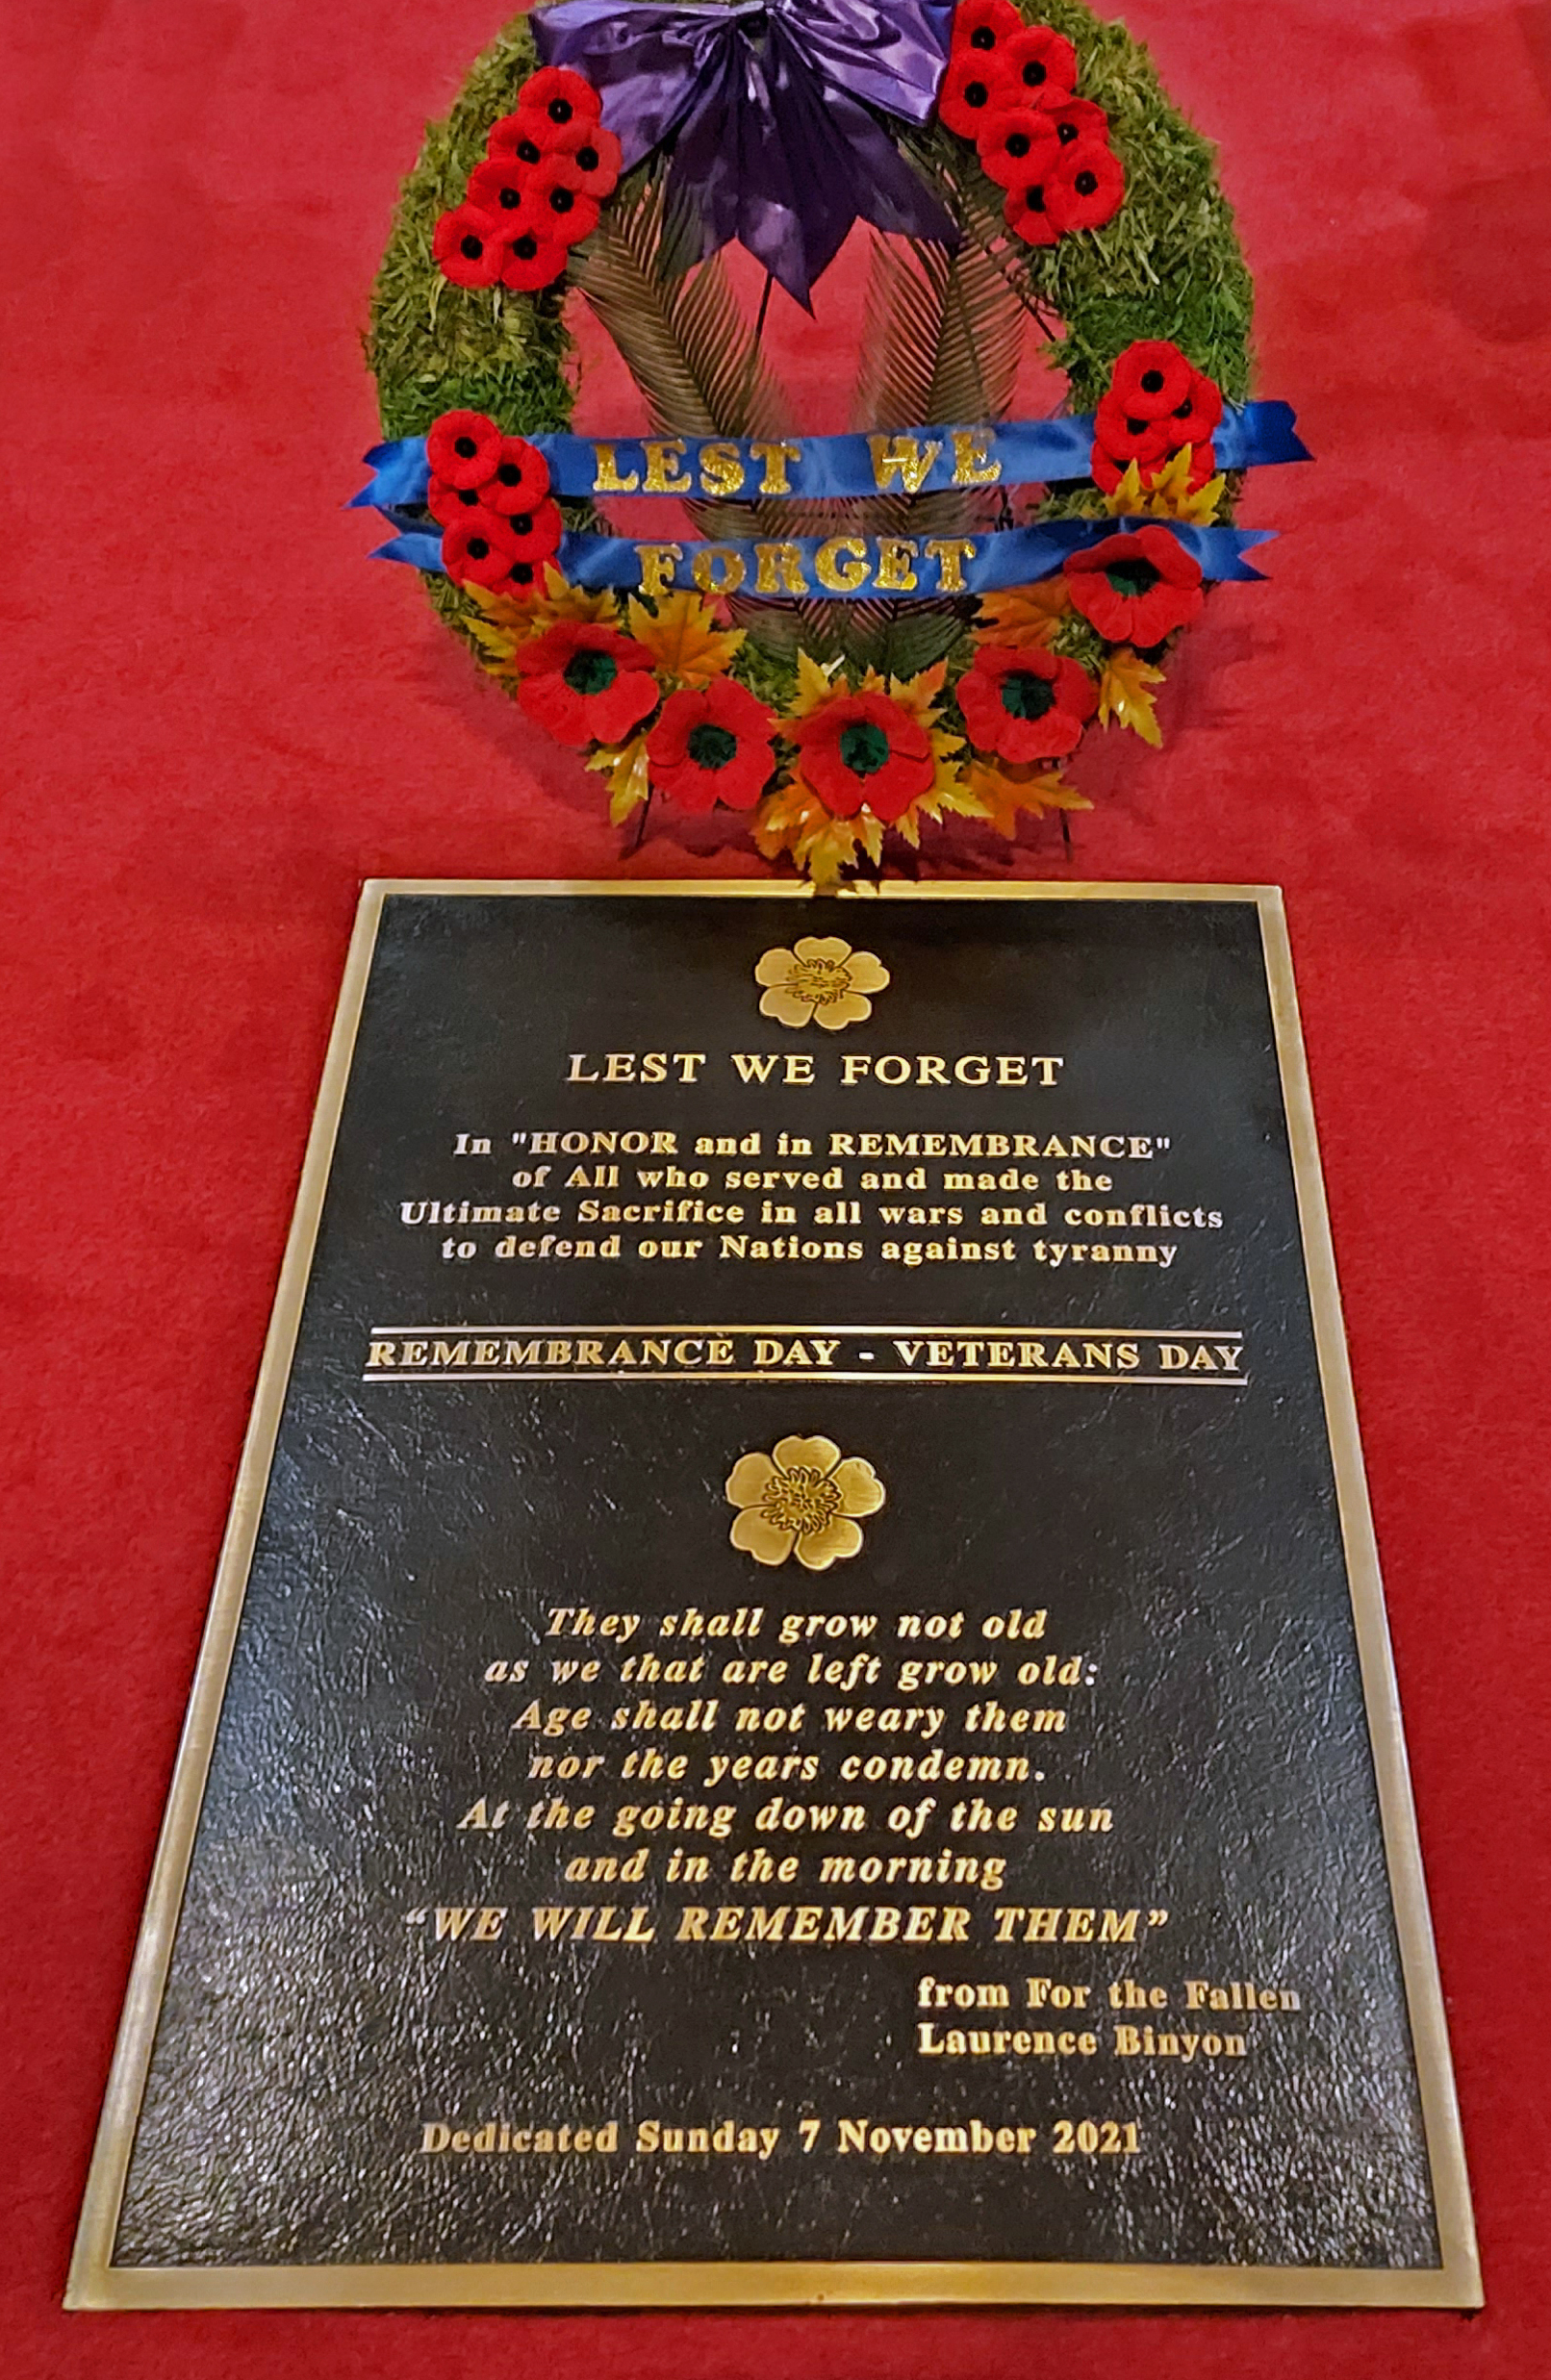 LEST WE
FORGET
LEST WE FORGET
In "HONOR and in REMEMBRANCE"
of All who served and made the
Ultimate Sacrifice in all wars and conflicts
to defend our Nations against tyranny
REMEMBRANCE DAY - VETERANS DAY
They shall grow not old
as we that are left grow old:
Age shall not weary them
nor the years condemn.
At the going down of the sun
and in the morning
“WE WILL REMEMBER THEM”
from For the Fallen
Laurence Binyon
Dedicated Sunday 7 November 2021